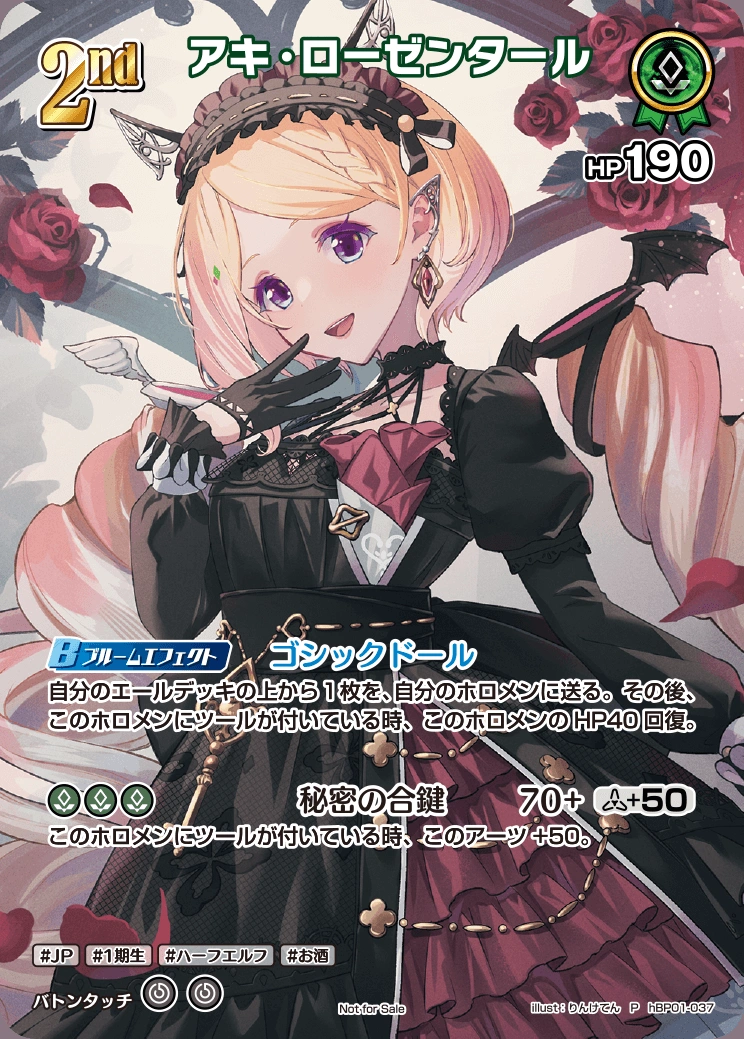 2nd
アキ・ローゼンタール
HP190
Bブルームエフェクト ゴシックドール
自分のエールデッキの上から1枚を、自分のホロメンに送る。その後、
このホロメンにツールが付いている時、このホロメンのHP40回復。
秘密の合鍵 70+ +50
このホロメンにツールが付いている時、このアーツ+50。
#JP #1期生 #ハーフエルフ #お酒
バトンタッチ
Not for Sale illust:りんけでん P hBP01-037